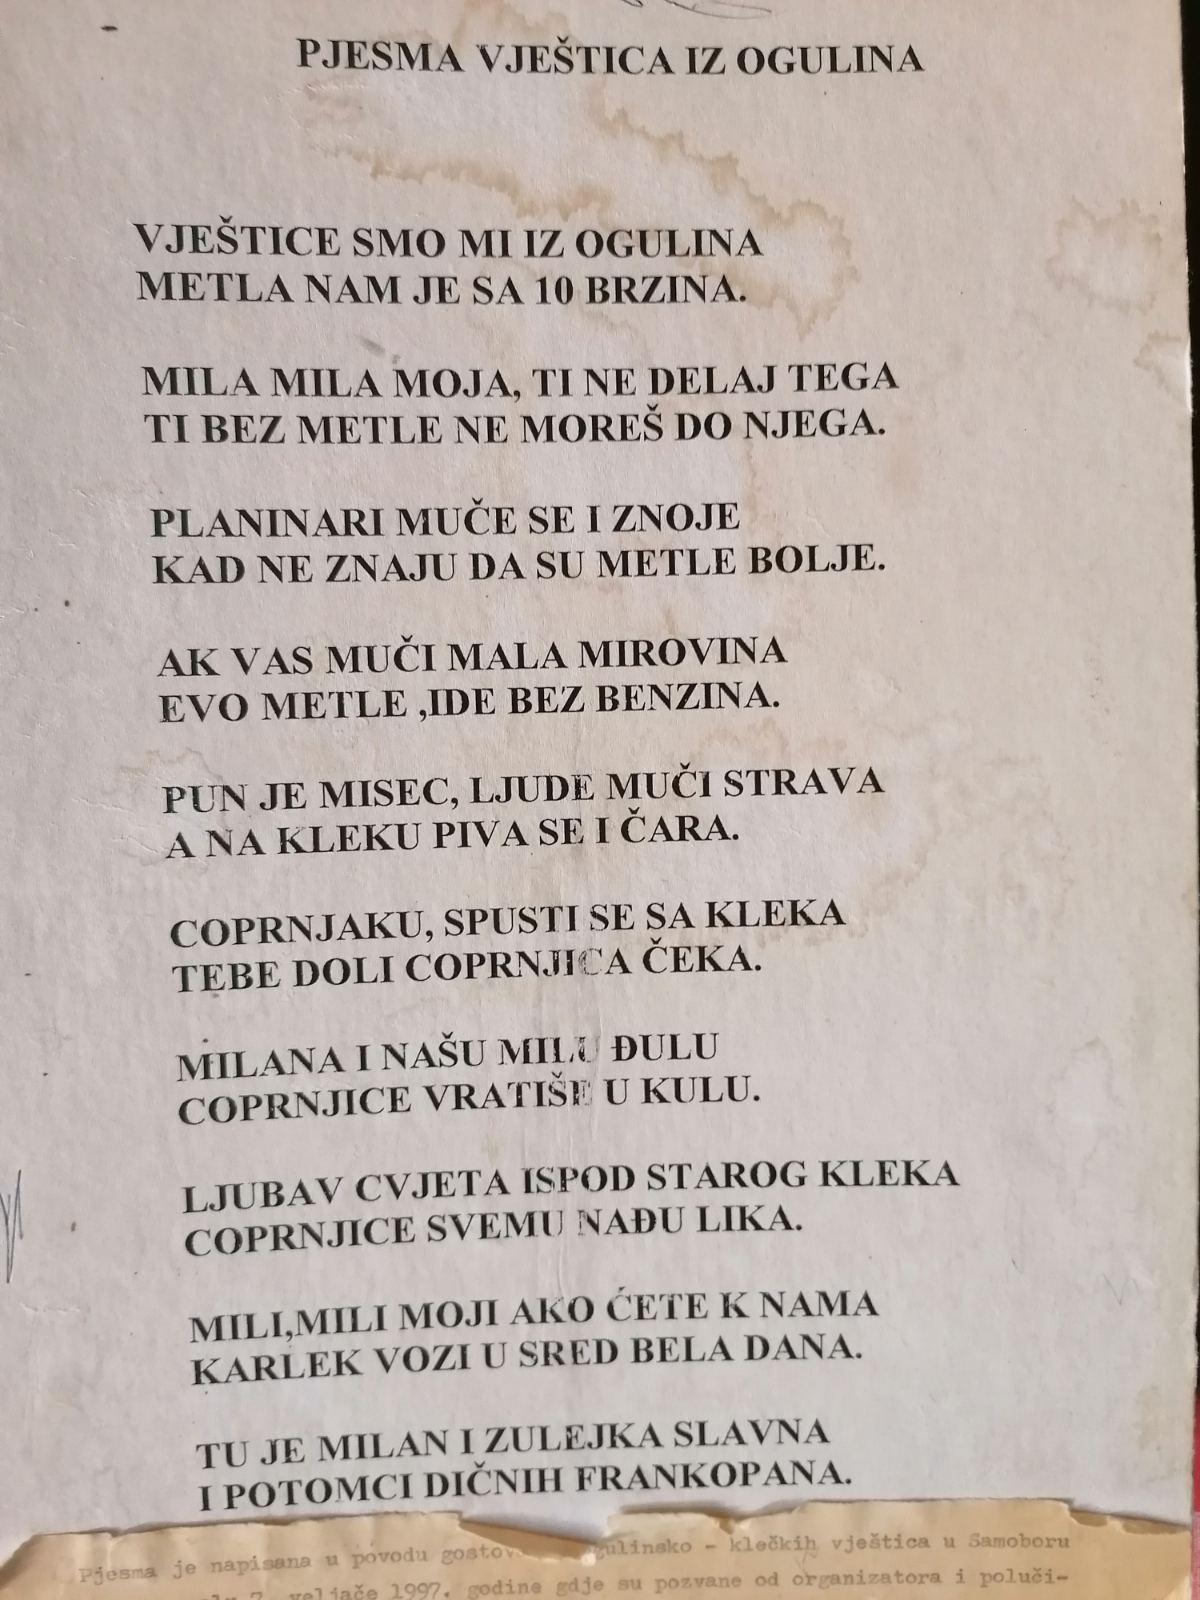 PJESMA VJEŠTICA IZ OGULINA
VJEŠTICE SMO MI IZ OGULINA
METLA NAM JE SA 10 BRZINA.
MILA MILA MOJA, TI NE DELAJ TEGA
TI BEZ METLE NE MOREŠ DO NJEGA.
PLANINARI MUČE SE I ZNOJE
KAD NE ZNAJU DA SU METLE BOLJE.
AK VAS MUČI MALA MIROVINA
EVO METLE ,IDE BEZ BENZINA.
PUN JE MISEC, LJUDE MUČI STRAVA
A NA KLEKU PIVA SE I ČARA.
COPRNJAKU, SPUSTI SE SA KLEKA
TEBE DOLI COPRNJICA ČEKA.
MILANA I NAŠU MILU ĐULU
COPRNJICE VRATIŠE U KULU.
LJUBAV CVJETA ISPOD STAROG KLEKA
COPRNJICE SVEMU NAĐU LIKA.
MILI,MILI MOJI AKO ĆETE K NAMA
KARLEK VOZI U SRED BELA DANA.
TU JE MILAN I ZULEJKA SLAVNA
I POTOMCI DIČNIH FRANKOPANA.
Pjesma je napisana u povodu - klečkih vještica u Samoboru
7. veljače 1997. godine gdje su pozvane od organizatora i poluči-